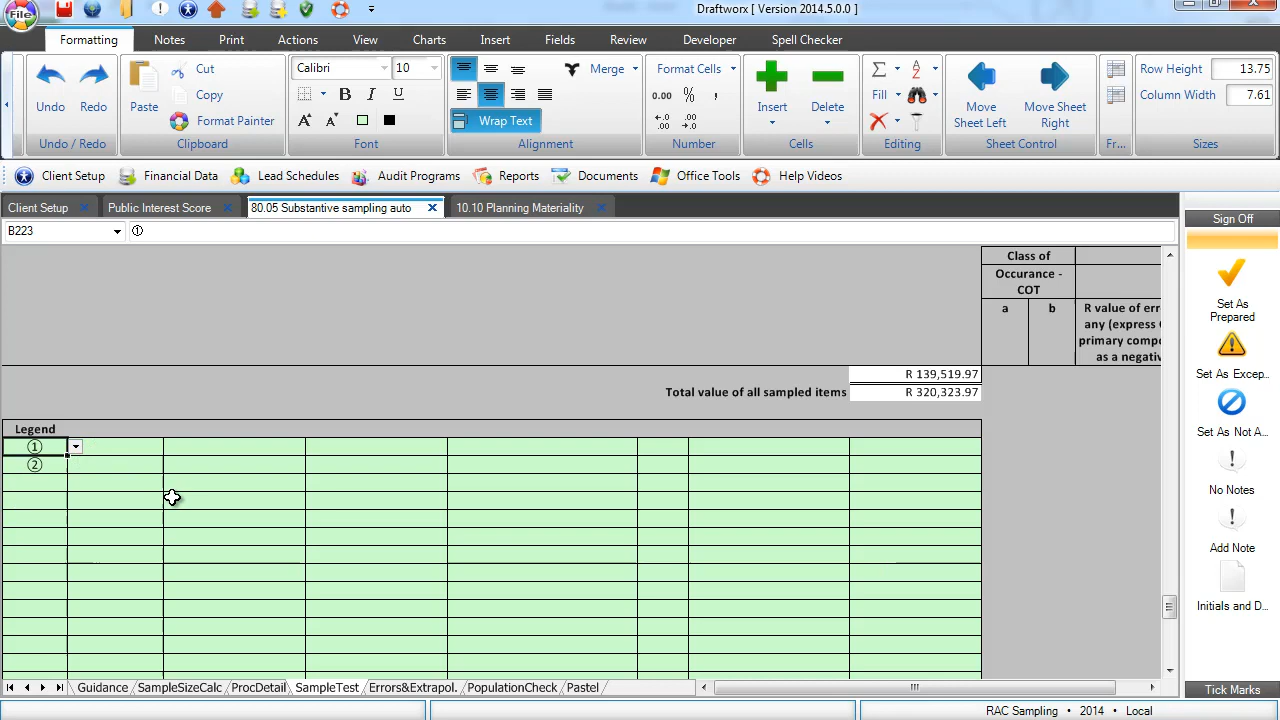 File
Draftworx [ Version 2014.5.0.0 ]
Formatting Notes Print Actions View Charts Insert Fields Review Developer Spell Checker
Undo Redo
Undo / Redo
Paste Cut
Copy
Format Painter
Clipboard
Calibri 10
B I U
Font
Merge
Wrap Text
Alignment
Format Cells
0.00 % ,
Number
Insert Delete
Cells
Σ
Fill
Editing
Move Sheet Left Move Sheet Right
Sheet Control
Fr...
Row Height 13.75
Column Width 7.61
Sizes
Client Setup Financial Data Lead Schedules Audit Programs Reports Documents Office Tools Help Videos
Client Setup Public Interest Score 80.05 Substantive sampling auto 10.10 Planning Materiality
B223 ①
Class of
Occurance - COT
a b R value of err
any (express
primary compo
as a negativ
R 139,519.97
Total value of all sampled items R 320,323.97
Legend
①
②
Guidance SampleSizeCalc ProcDetail SampleTest Errors&Extrapol. PopulationCheck Pastel
Sign Off
Set As Prepared
Set As Excep...
Set As Not A...
No Notes
Add Note
Initials and D...
Tick Marks
RAC Sampling • 2014 • Local